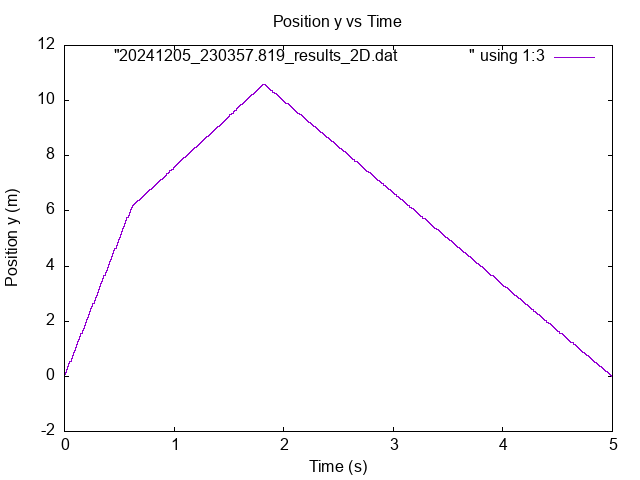 Position y vs Time
"20241205_230357.819_results_2D.dat " using 1:3
12
10
8
6
4
2
0
-2
Position y (m)
0 1 2 3 4 5
Time (s)